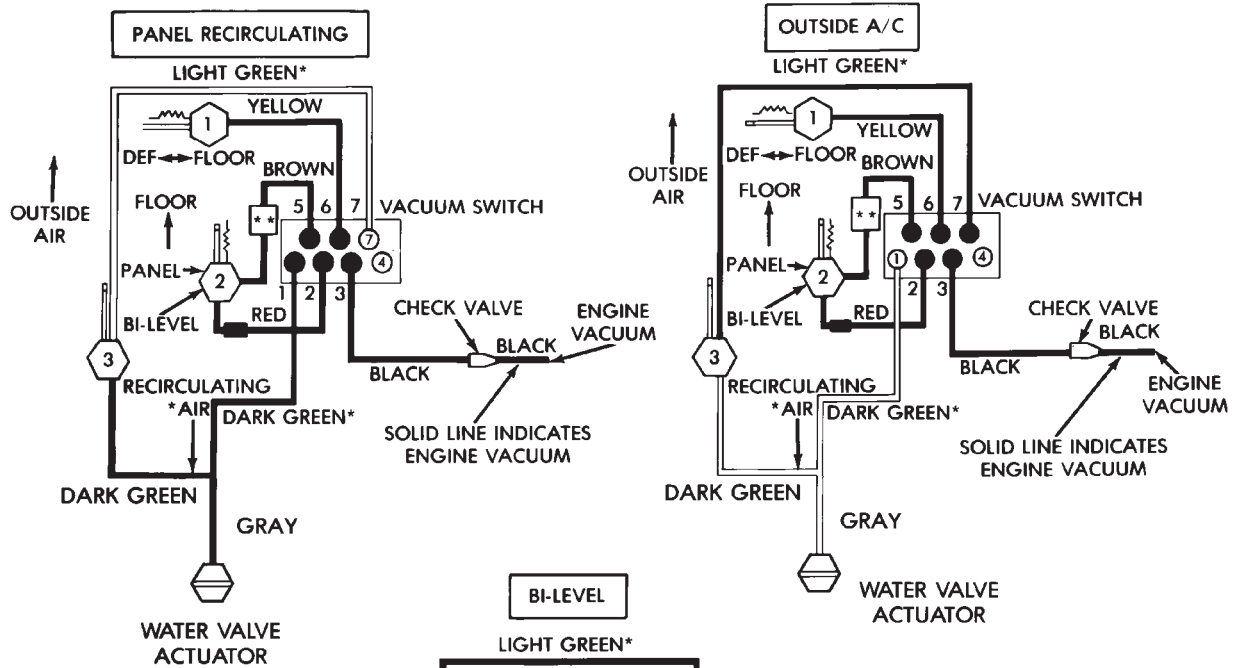 PANEL RECIRCULATING
LIGHT GREEN*
YELLOW
1
DEF FLOOR
BROWN
OUTSIDE
AIR
FLOOR
* *
5 6 7 VACUUM SWITCH
7
4
PANEL
2
BI-LEVEL
1 2 3
RED
CHECK VALVE
ENGINE
VACUUM
BLACK
BLACK
3
RECIRCULATING
*AIR
DARK GREEN*
SOLID LINE INDICATES
ENGINE VACUUM
DARK GREEN
GRAY
WATER VALVE
ACTUATOR
OUTSIDE A/C
LIGHT GREEN*
1
YELLOW
DEF FLOOR
BROWN
OUTSIDE
AIR
FLOOR
* *
5 6 7 VACUUM SWITCH
1
4
PANEL
2
BI-LEVEL
2 3
RED
CHECK VALVE
BLACK
BLACK
ENGINE
VACUUM
3
RECIRCULATING
*AIR
DARK GREEN*
SOLID LINE INDICATES
ENGINE VACUUM
DARK GREEN
GRAY
WATER VALVE
ACTUATOR
BI-LEVEL
LIGHT GREEN*